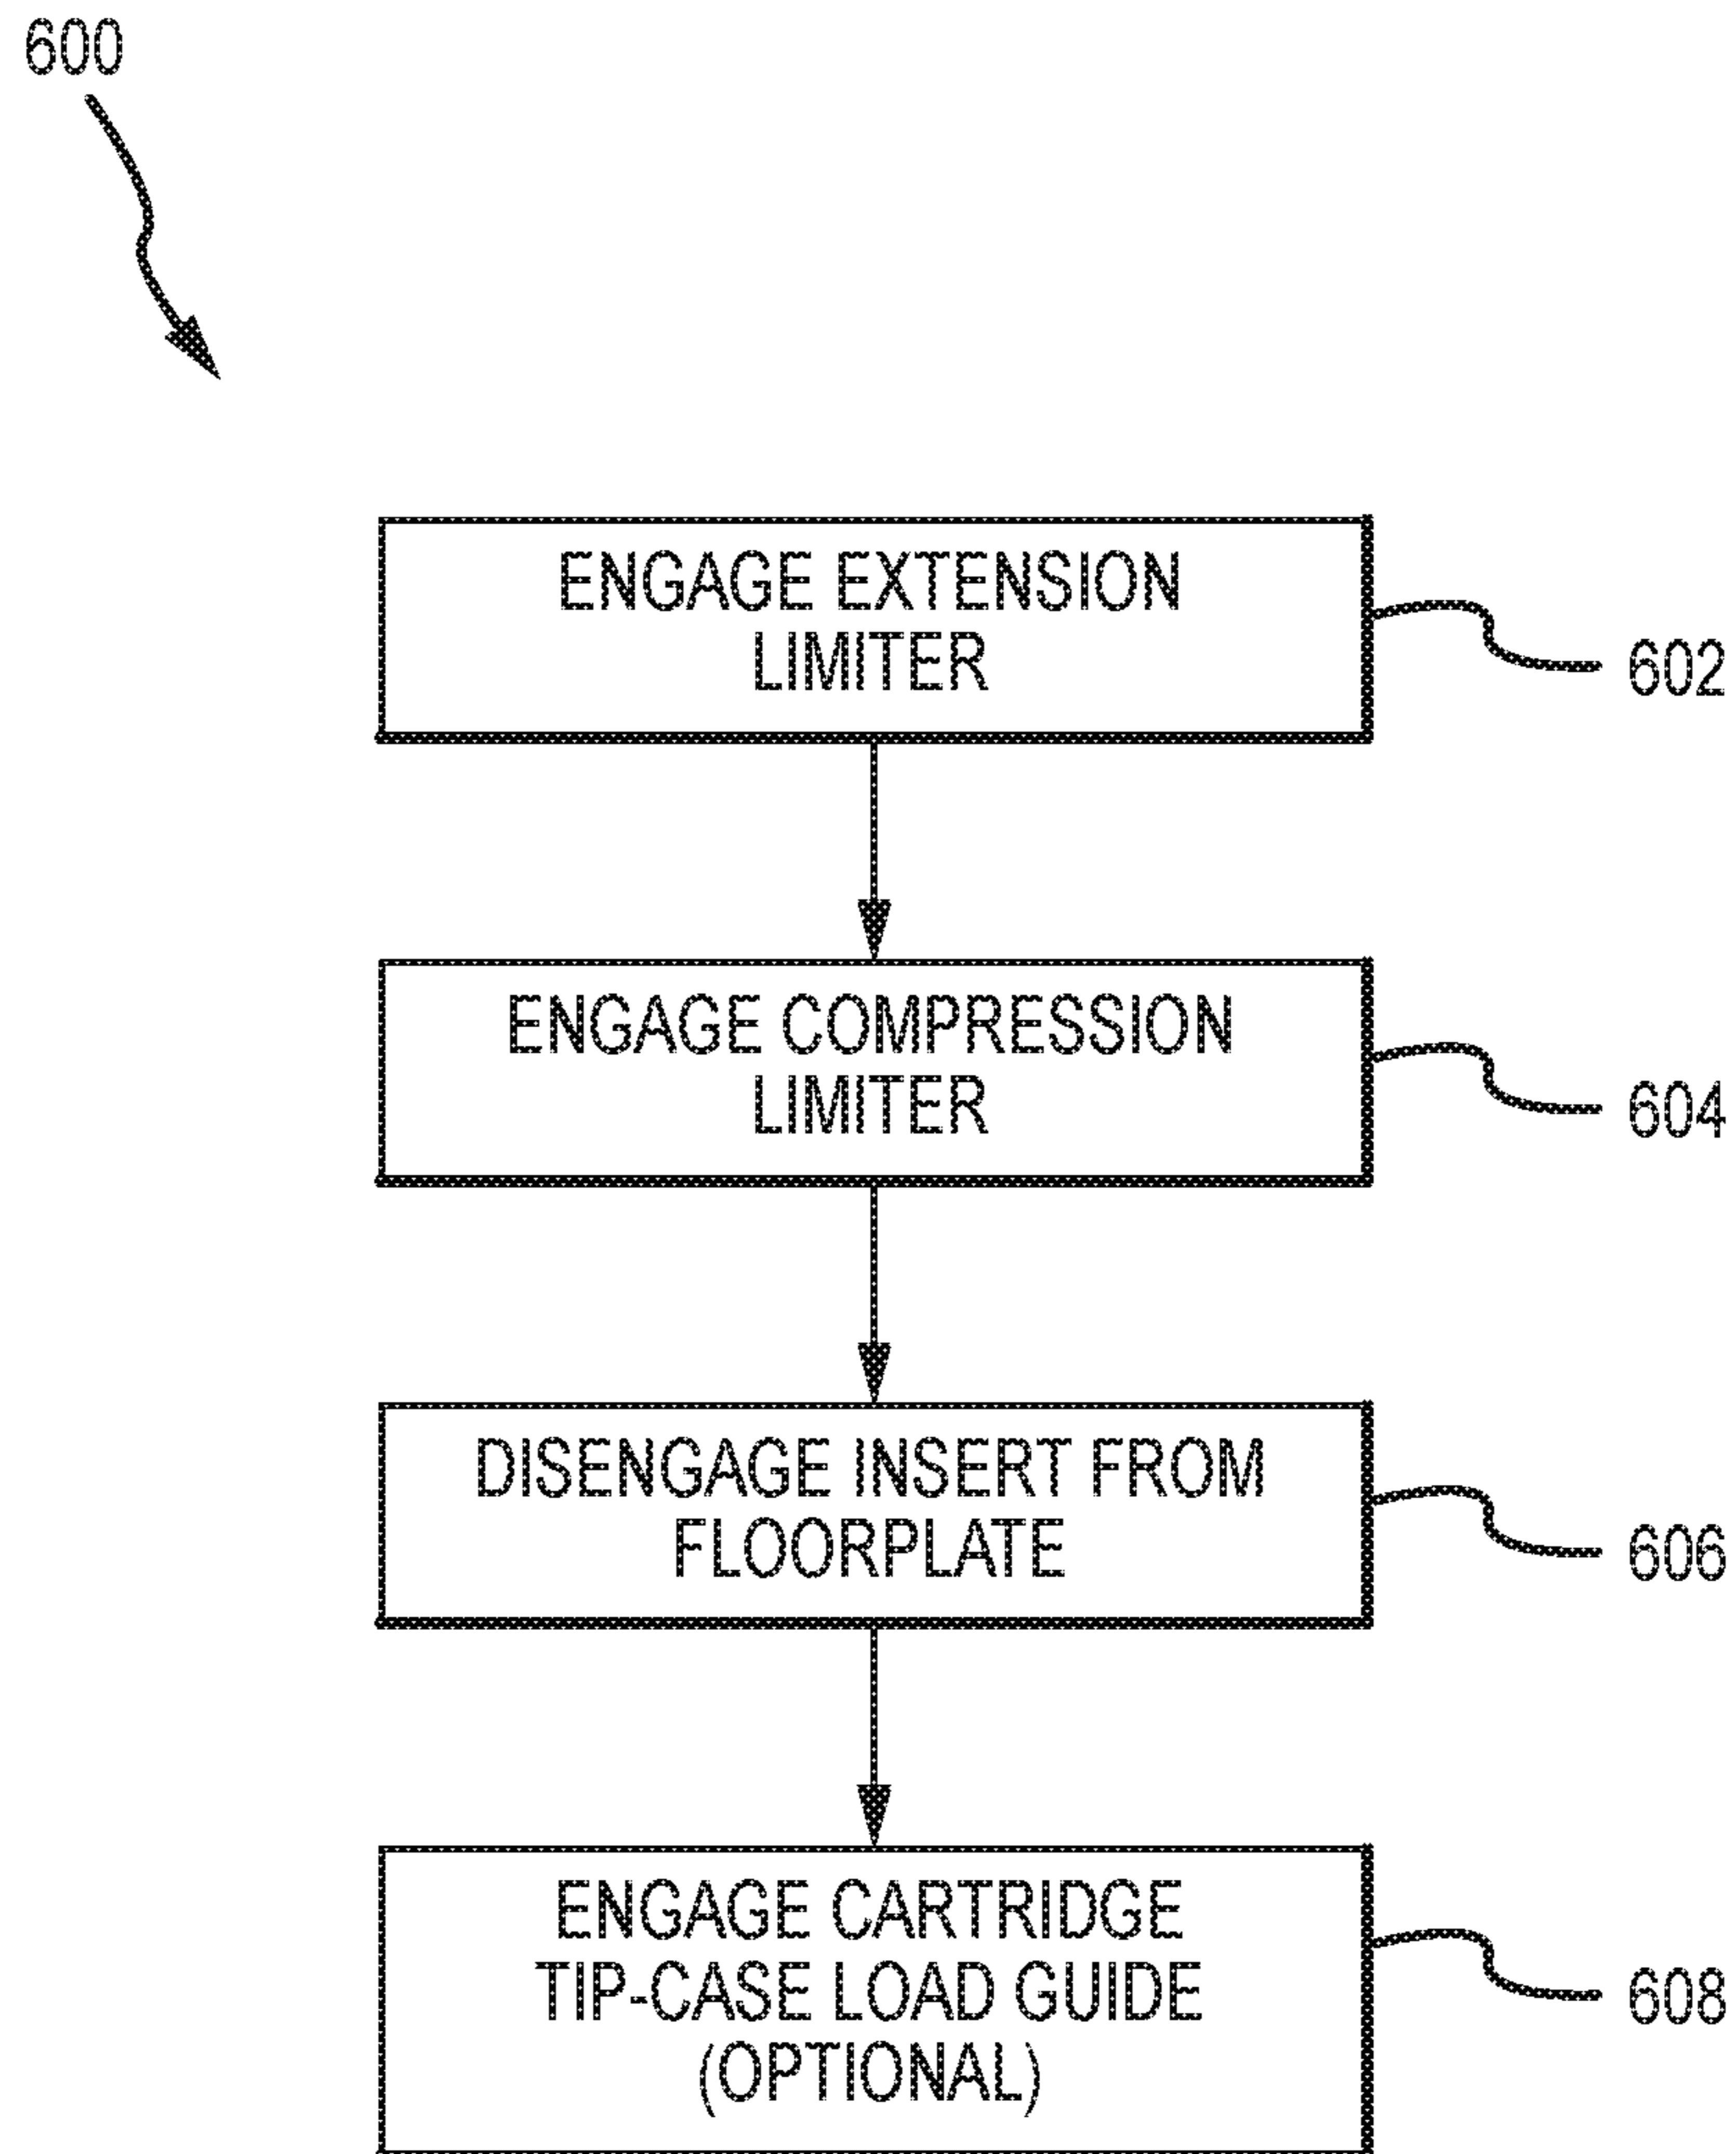 600
ENGAGE EXTENSION
LIMITER
602
ENGAGE COMPRESSION
LIMITER
604
DISENGAGE INSERT FROM
FLOORPLATE
606
ENGAGE CARTRIDGE
TIP-CASE LOAD GUIDE
(OPTIONAL)
608